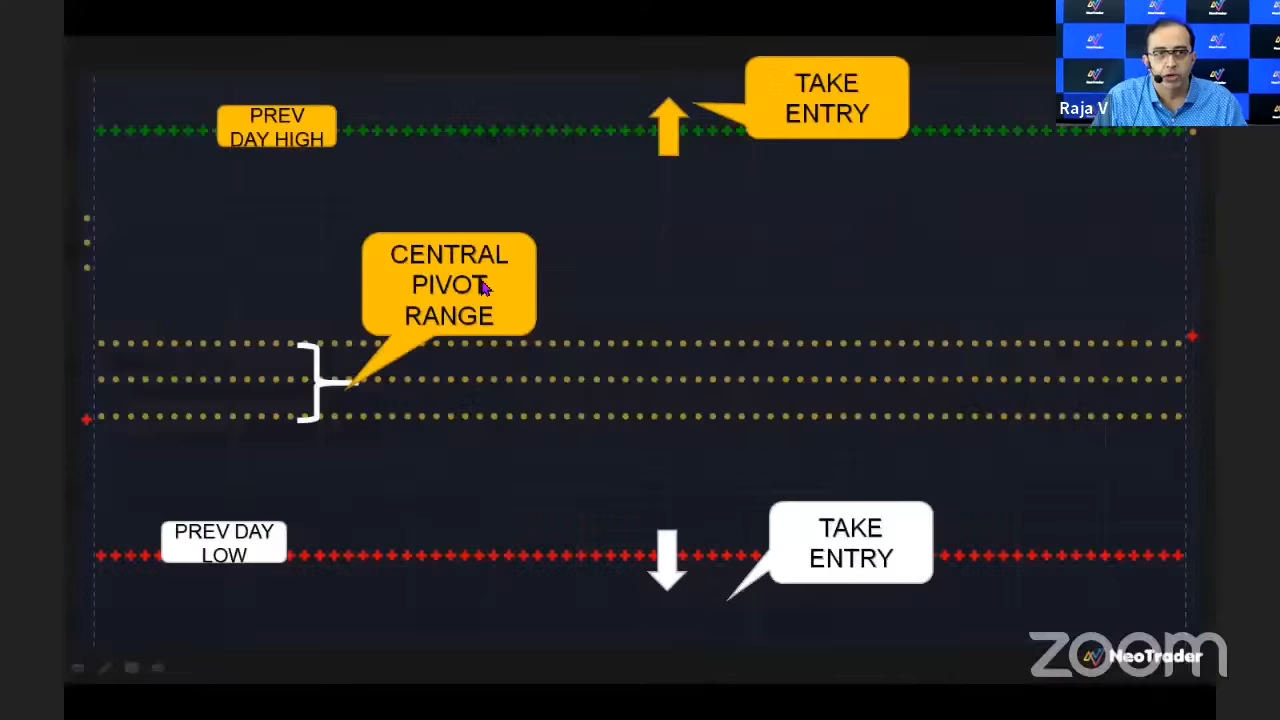 TAKE
ENTRY
PREV
DAY HIGH
Raja V
CENTRAL
PIVOT
RANGE
PREV DAY
LOW
TAKE
ENTRY
zoom
NeoTrader